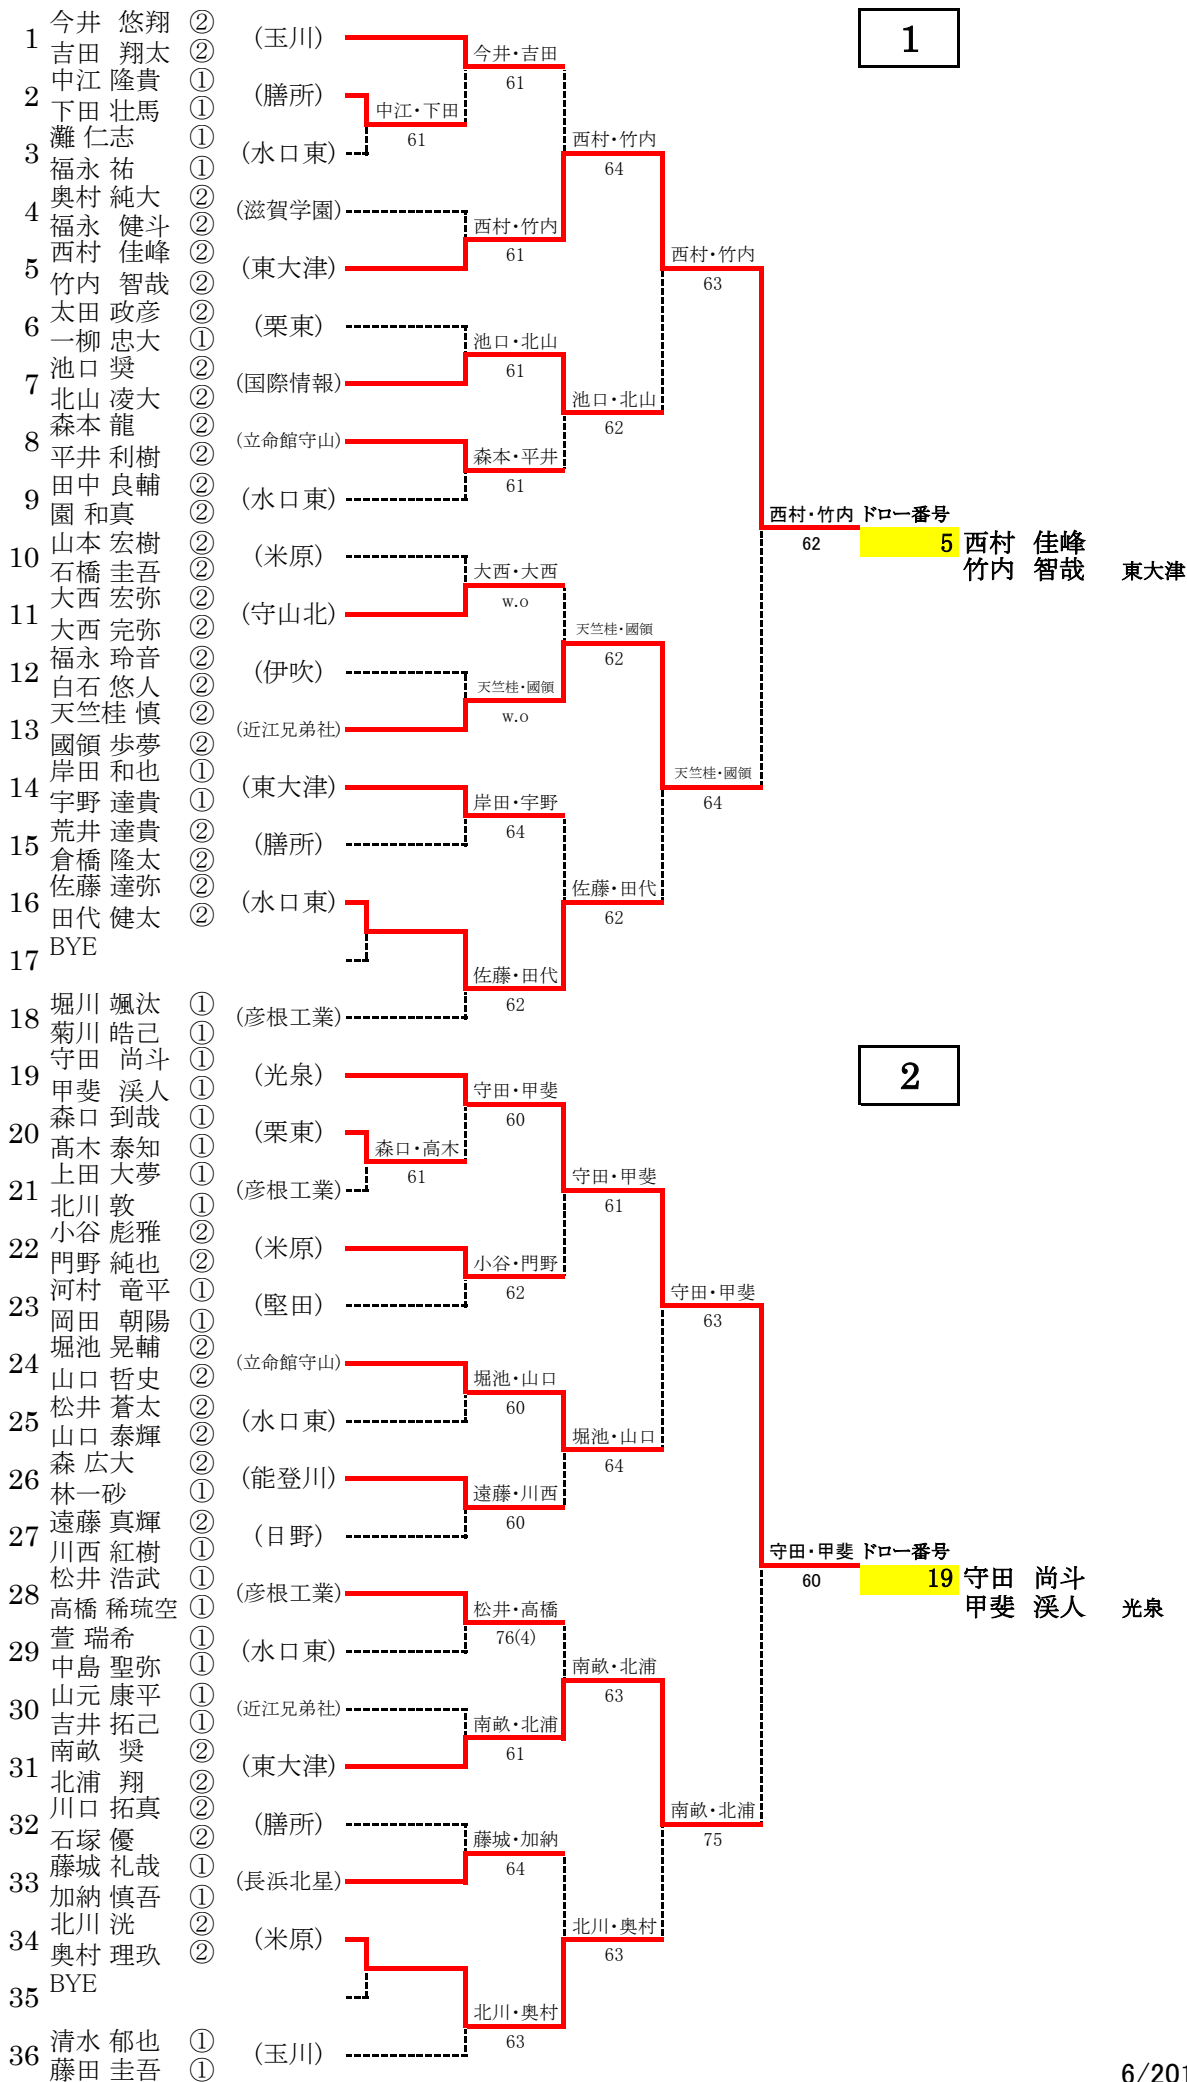 1
今井 悠翔 ②
吉田 翔太 ②
(玉川)
2
中江 隆貴 ①
下田 壮馬 ①
(膳所)
3
灘 仁志 ①
福永 祐 ①
(水口東)
4
奥村 純大 ②
福永 健斗 ②
(滋賀学園)
5
西村 佳峰 ②
竹内 智哉 ②
(東大津)
6
太田 政彦 ②
一柳 忠大 ①
(栗東)
7
池口 奨 ②
北山 凌大 ②
(国際情報)
8
森本 龍 ②
平井 利樹 ②
(立命館守山)
9
田中 良輔 ②
園 和真 ②
(水口東)
10
山本 宏樹 ②
石橋 圭吾 ②
(米原)
11
大西 宏弥 ②
大西 完弥 ②
(守山北)
12
福永 玲音 ②
白石 悠人 ②
(伊吹)
13
天竺桂 慎 ②
國領 歩夢 ②
(近江兄弟社)
14
岸田 和也 ①
宇野 達貴 ①
(東大津)
15
荒井 達貴 ②
倉橋 隆太 ②
(膳所)
16
佐藤 達弥 ②
田代 健太 ②
(水口東)
17
BYE
18
堀川 颯汰 ①
菊川 皓己 ①
(彦根工業)
1
中江・下田
61
今井・吉田
61
西村・竹内
61
池口・北山
61
森本・平井
61
大西・大西
w.o
天竺桂・國領
w.o
岸田・宇野
64
佐藤・田代
62
西村・竹内
64
池口・北山
62
天竺桂・國領
62
佐藤・田代
62
西村・竹内
63
天竺桂・國領
64
西村・竹内
62
ドロー番号
5
西村 佳峰
竹内 智哉 東大津
19
守田 尚斗 ①
甲斐 渓人 ①
(光泉)
20
森口 到哉 ①
髙木 泰知 ①
(栗東)
21
上田 大夢 ①
北川 敦 ①
(彦根工業)
22
小谷 彪雅 ②
門野 純也 ②
(米原)
23
河村 竜平 ①
岡田 朝陽 ①
(堅田)
24
堀池 晃輔 ②
山口 哲史 ②
(立命館守山)
25
松井 蒼太 ②
山口 泰輝 ②
(水口東)
26
森 広大 ②
林一砂 ①
(能登川)
27
遠藤 真輝 ②
川西 紅樹 ①
(日野)
28
松井 浩武 ①
高橋 稀琉空 ①
(彦根工業)
29
萱 瑞希 ①
中島 聖弥 ①
(水口東)
30
山元 康平 ①
吉井 拓己 ①
(近江兄弟社)
31
南畝 奨 ②
北浦 翔 ②
(東大津)
32
川口 拓真 ②
石塚 優 ②
(膳所)
33
藤城 礼哉 ①
加納 慎吾 ①
(長浜北星)
34
北川 洸 ②
奥村 理玖 ②
(米原)
35
BYE
36
清水 郁也 ①
藤田 圭吾 ①
(玉川)
2
森口・高木
61
守田・甲斐
60
小谷・門野
62
堀池・山口
60
遠藤・川西
60
松井・高橋
76(4)
南畝・北浦
61
藤城・加納
64
北川・奥村
63
守田・甲斐
61
堀池・山口
64
南畝・北浦
63
北川・奥村
63
守田・甲斐
63
南畝・北浦
75
守田・甲斐
60
ドロー番号
19
守田 尚斗
甲斐 渓人 光泉
6/201